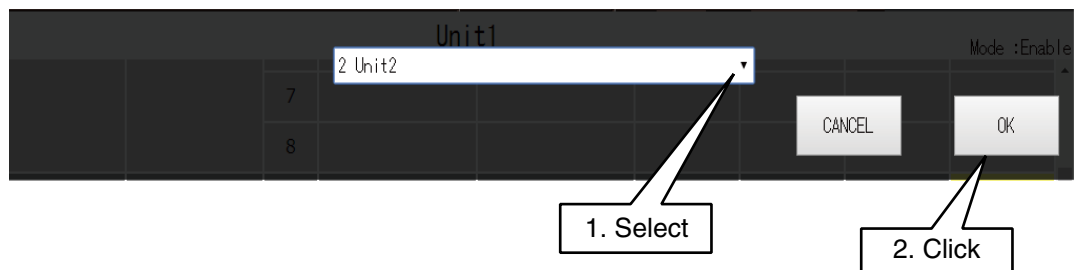 Unit1
Mode :Enable
2 Unit2
7
CANCEL
OK
8
1. Select
2. Click